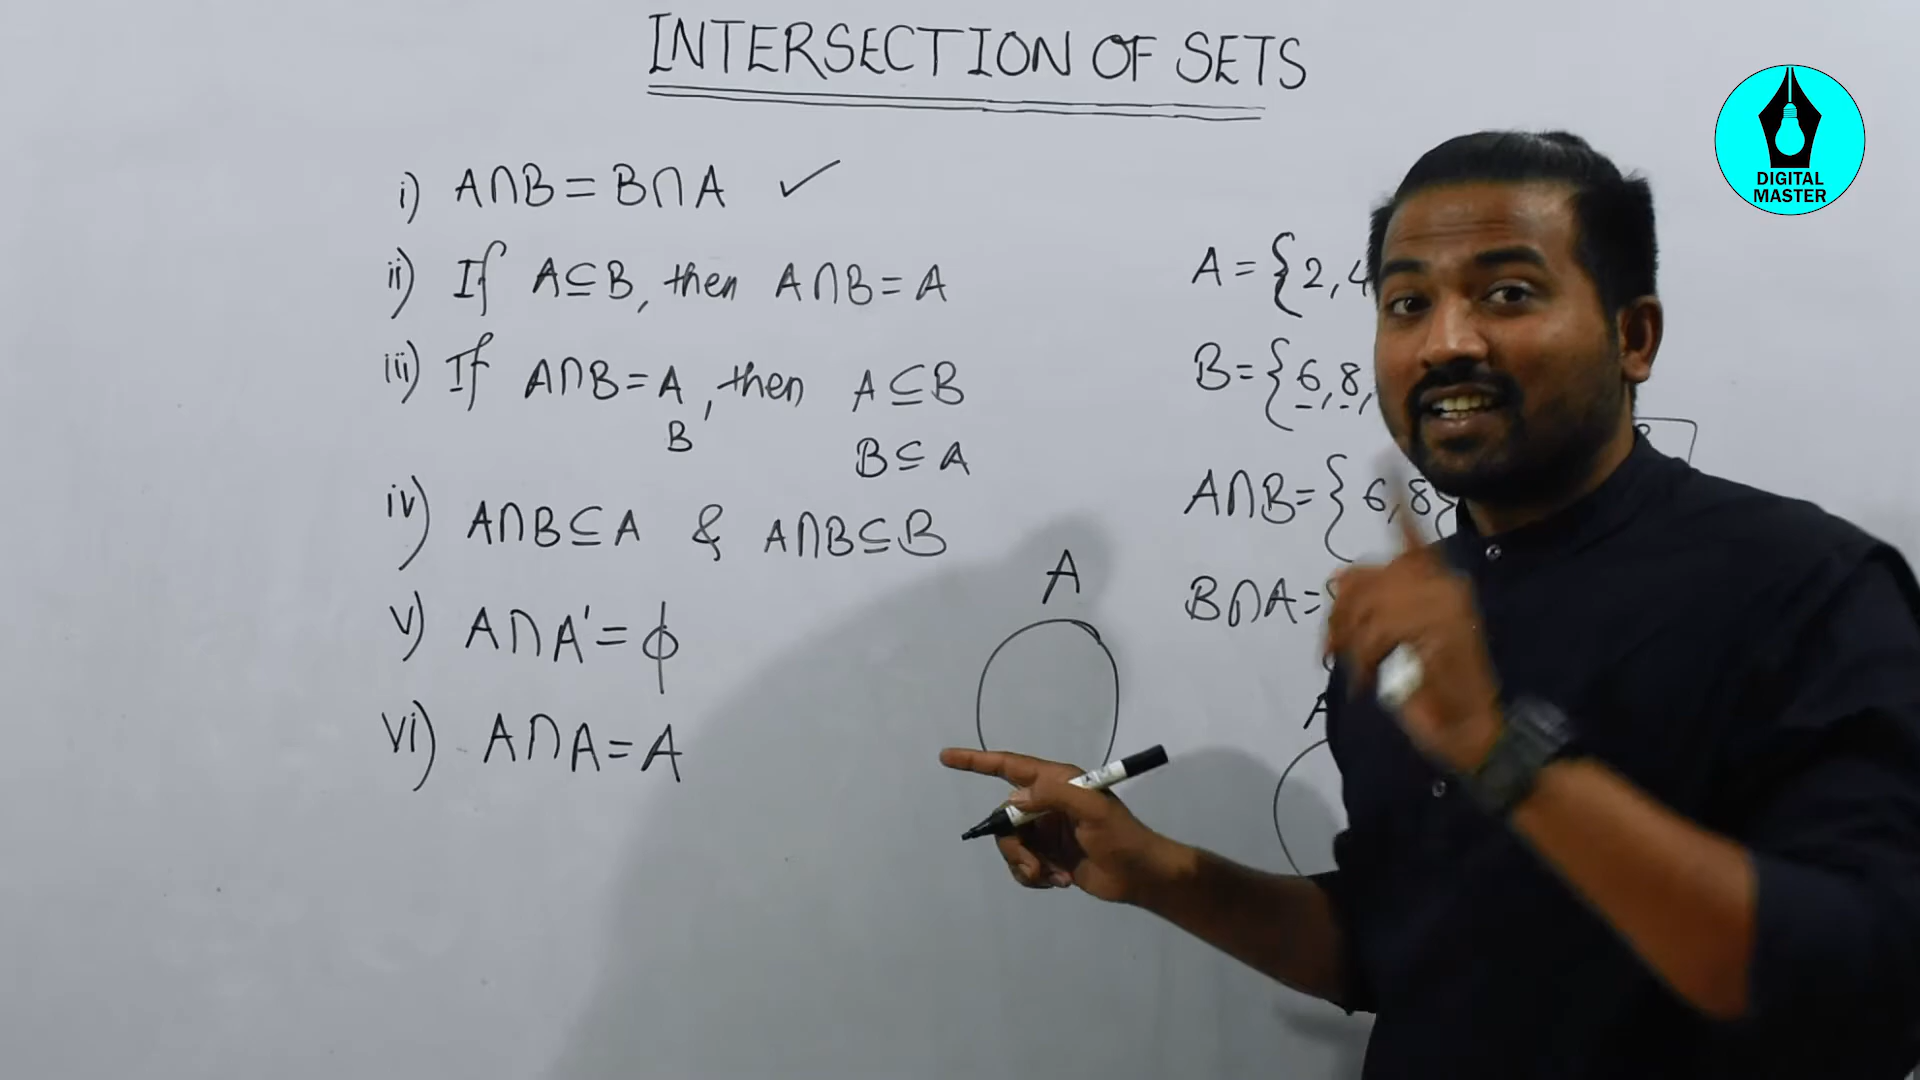 INTERSECTION OF SETS
i) A∩B = B∩A ✓
ii) If A⊆B, then A∩B = A
iii) If A∩B = A, then A⊆B
B
B⊆A
iv) A∩B⊆A & A∩B⊆B
v) A∩A' = ϕ
vi) A∩A = A
A = {2,4
B = {6,8,
A∩B = {6,8}
B∩A =
A
A
DIGITAL
MASTER